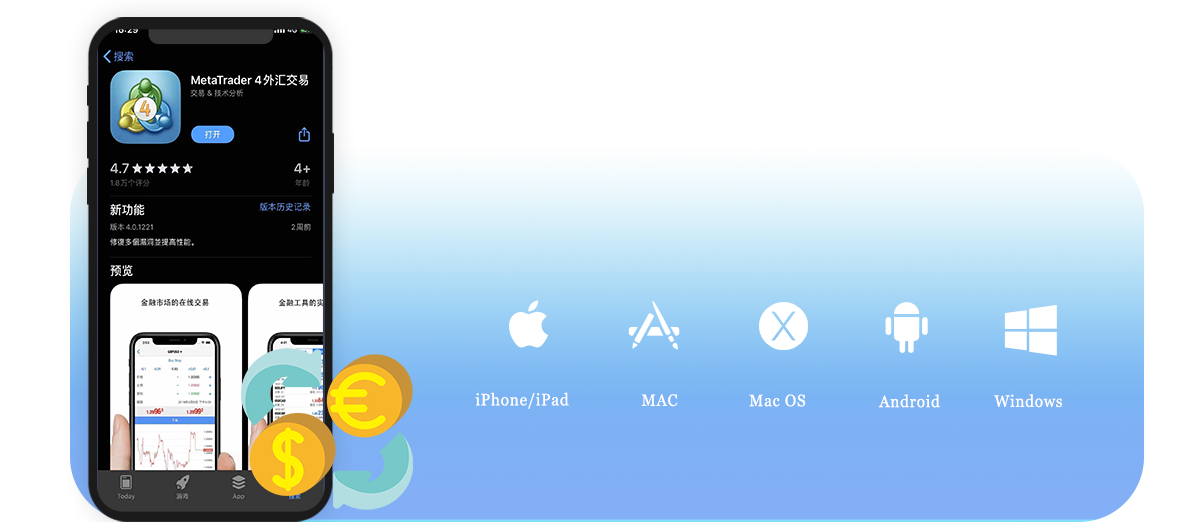 18:29
4G
搜索
MetaTrader 4外汇交易
交易 & 技术分析
打开
4.7
4+
1.8万个评分
年龄
新功能
版本历史记录
版本 4.0.1221
2周前
修復多個漏洞並提高性能。
预览
金融市场的在线交易
金融工具的实
Today
游戏
App
搜索
iPhone/iPad
MAC
Mac OS
Android
Windows